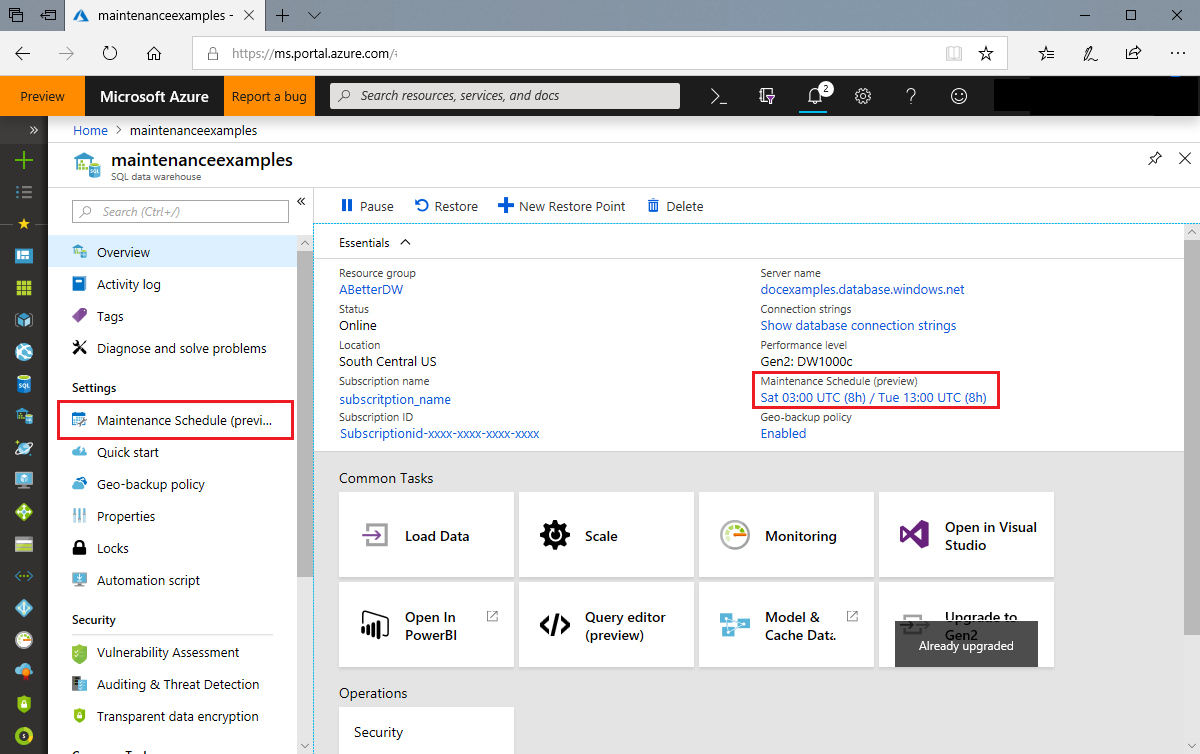 maintenanceexamples -
https://ms.portal.azure.com/
Preview
Microsoft Azure
Report a bug
Search resources, services, and docs
2
Home > maintenanceexamples
maintenanceexamples
SQL data warehouse
Search (Ctrl+/)
Overview
Activity log
Tags
Diagnose and solve problems
Settings
Maintenance Schedule (previ...
Quick start
Geo-backup policy
Properties
Locks
Automation script
Security
Vulnerability Assessment
Auditing & Threat Detection
Transparent data encryption
Pause
Restore
New Restore Point
Delete
Essentials
Resource group
ABetterDW
Status
Online
Location
South Central US
Subscription name
subscritption_name
Subscription ID
Subscriptionid-xxxx-xxxx-xxxx-xxxx
Server name
docexamples.database.windows.net
Connection strings
Show database connection strings
Performance level
Gen2: DW1000c
Maintenance Schedule (preview)
Sat 03:00 UTC (8h) / Tue 13:00 UTC (8h)
Geo-backup policy
Enabled
Common Tasks
Load Data
Scale
Monitoring
Open in Visual
Studio
Open In
PowerBI
Query editor
(preview)
Model &
Cache Data.
Upgrade to
Gen2
Already upgraded
Operations
Security